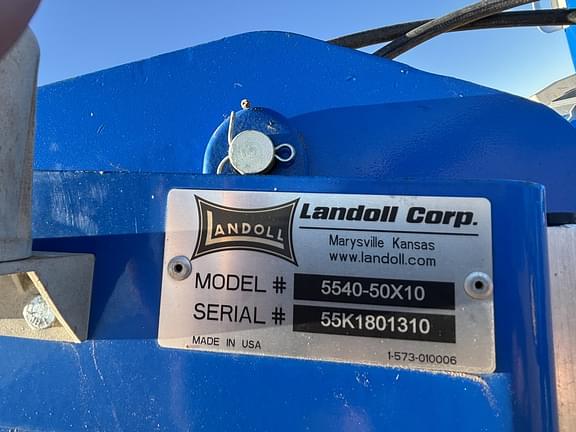 LANDOLL
Landoll Corp.
Marysville Kansas
www.landoll.com
MODEL # 5540-50X10
SERIAL # 55K1801310
MADE IN USA
1-573-010006